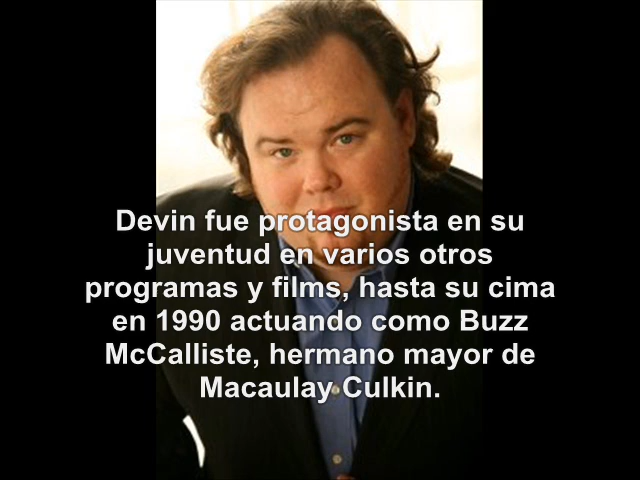 Devin fue protagonista en su
juventud en varios otros
programas y films, hasta su cima
en 1990 actuando como Buzz
McCalliste, hermano mayor de
Macaulay Culkin.